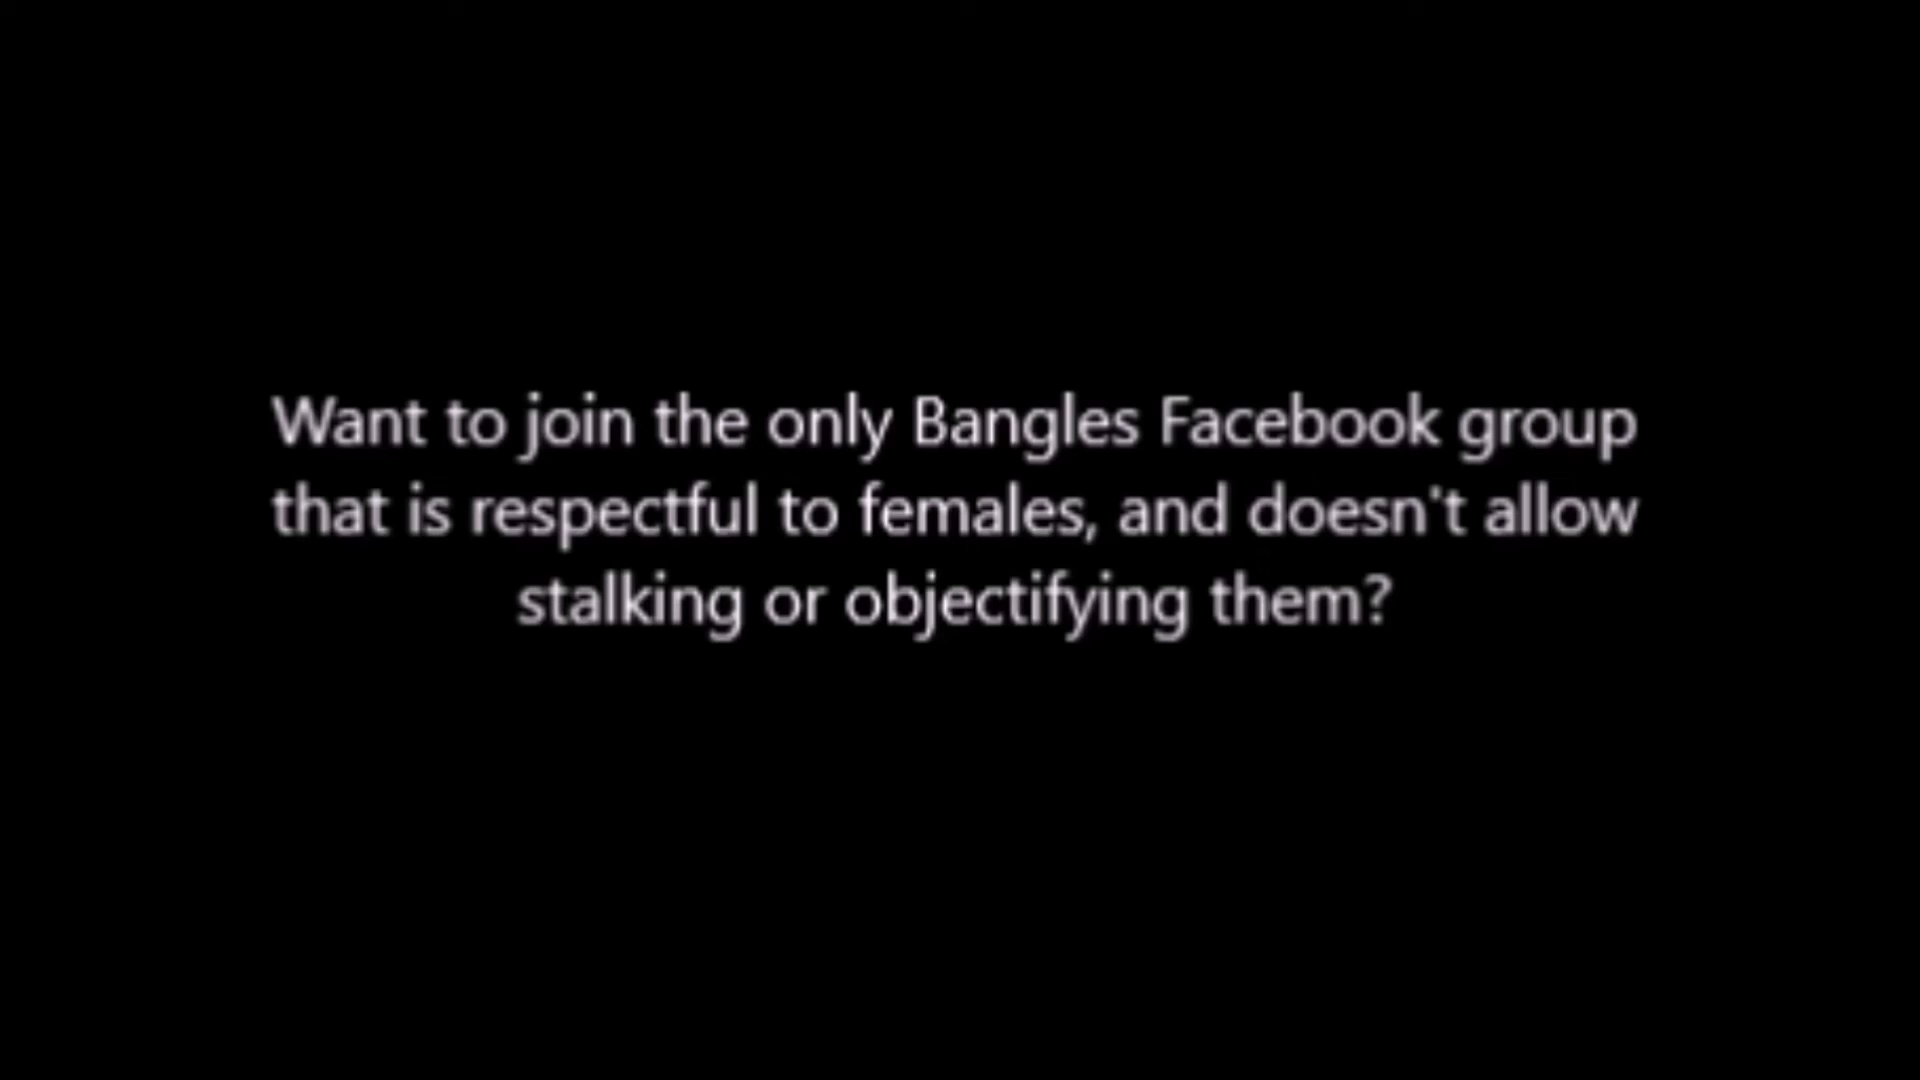 Want to join the only Bangles Facebook group
that is respectful to females, and doesn't allow
stalking or objectifying them?